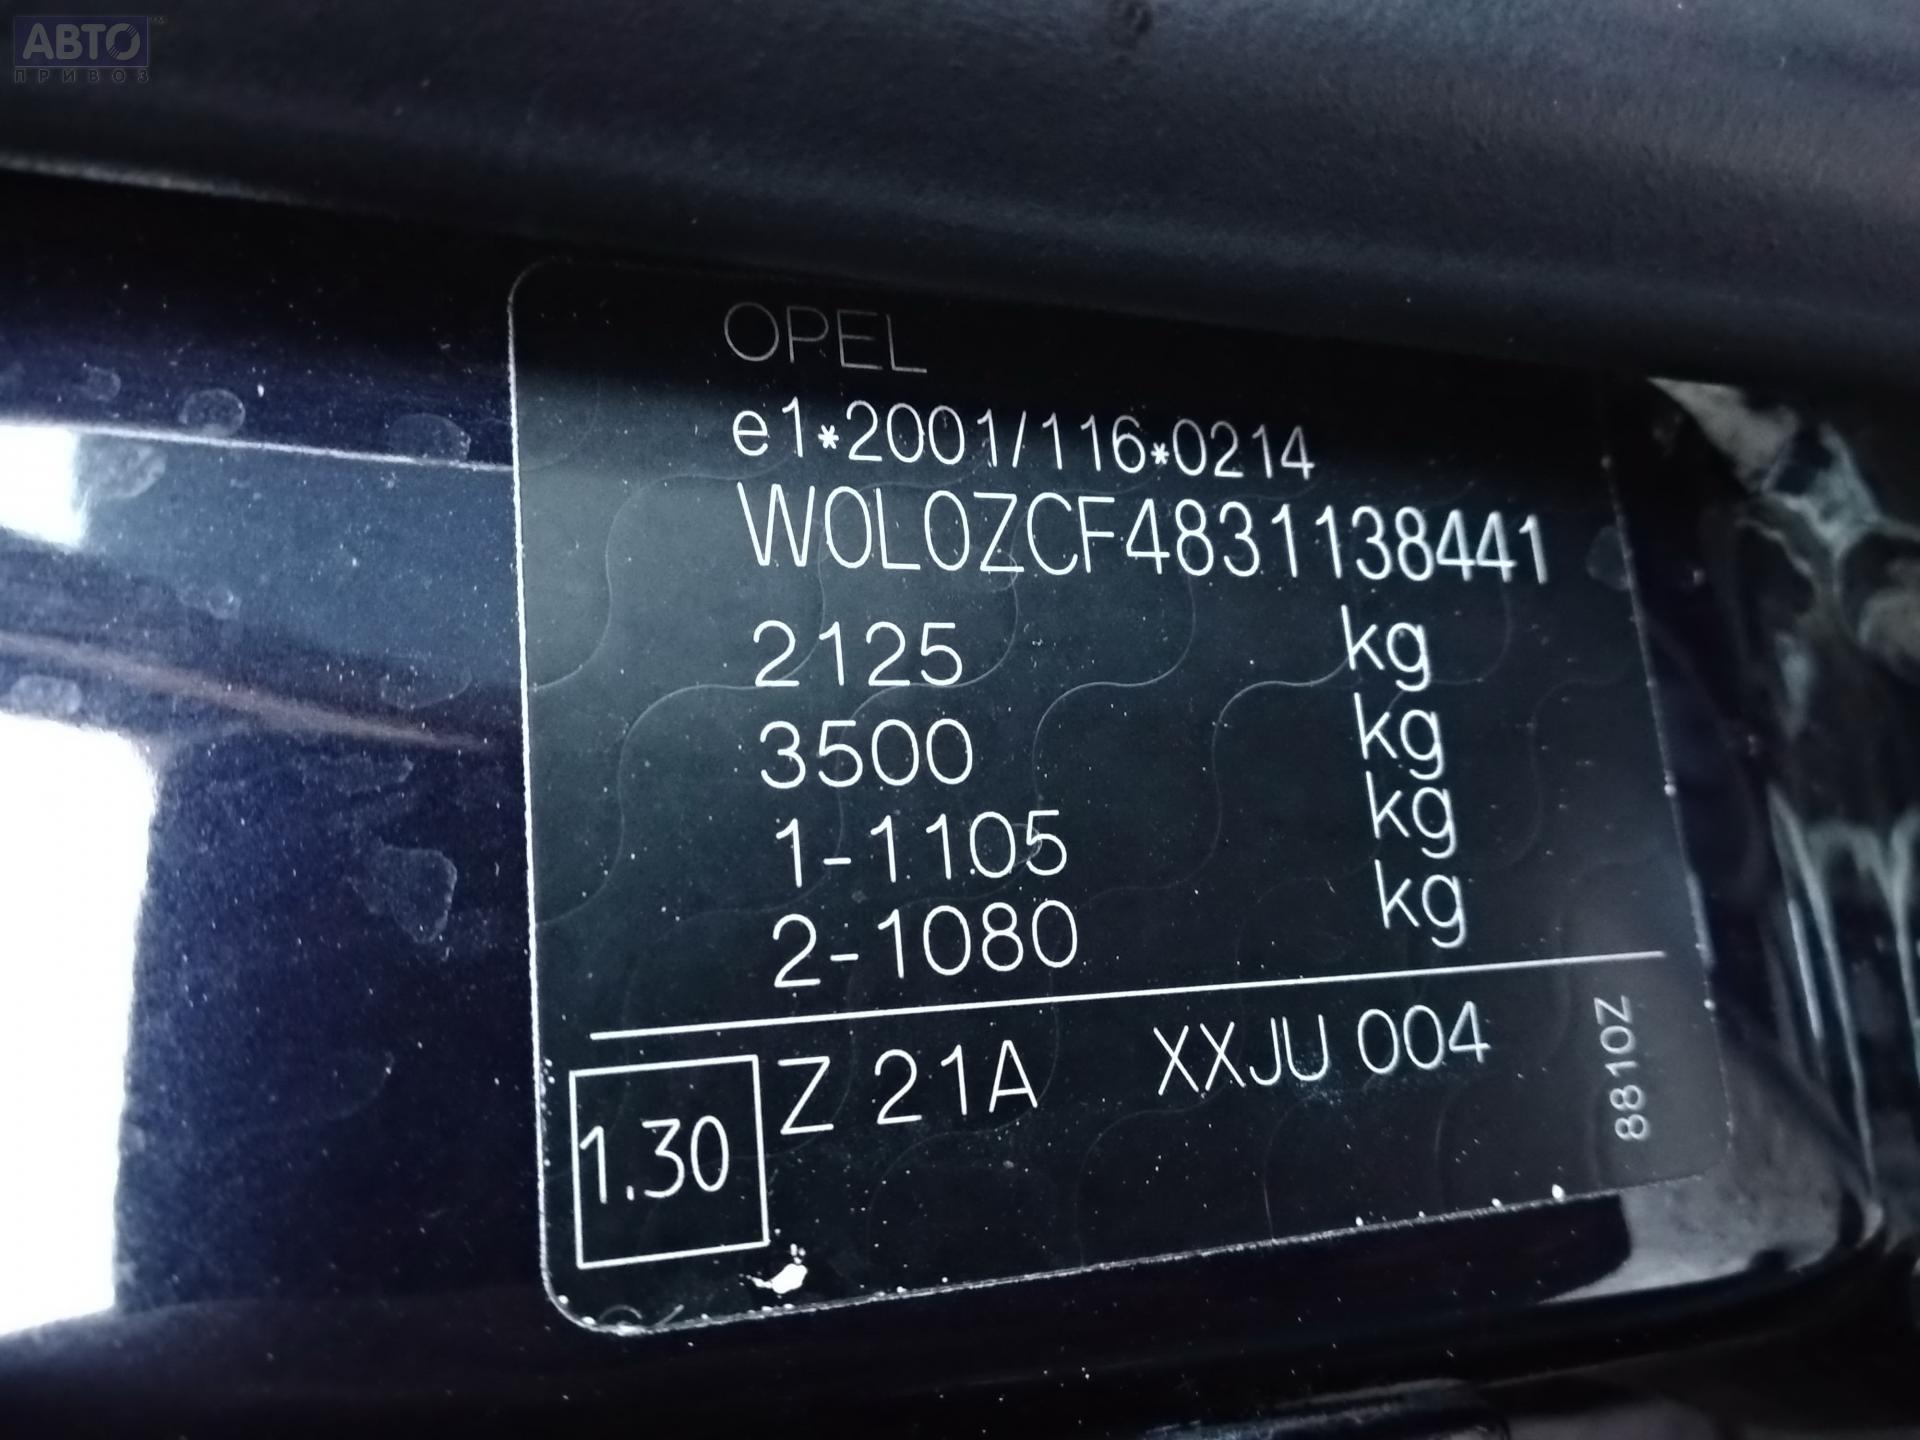 АВТО
ПРИВОЗ
OPEL
e1*2001/116*0214
W0L0ZCF4831138441
2125 kg
3500 kg
1-1105 kg
2-1080 kg
1.30 Z 21A XXJU 004
8810Z